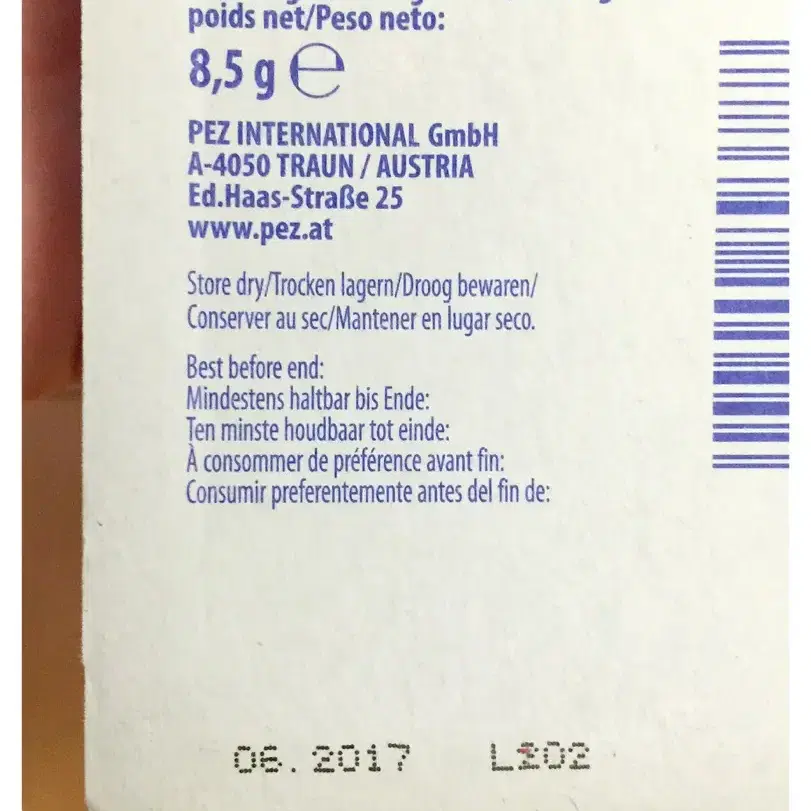 poids net/Peso neto:
8,5 g ℮
PEZ INTERNATIONAL GmbH
A-4050 TRAUN / AUSTRIA
Ed.Haas-Straße 25
www.pez.at
Store dry/Trocken lagern/Droog bewaren/
Conserver au sec/Mantener en lugar seco.
Best before end:
Mindestens haltbar bis Ende:
Ten minste houdbaar tot einde:
À consommer de préférence avant fin:
Consumir preferentemente antes del fin de:
06.2017